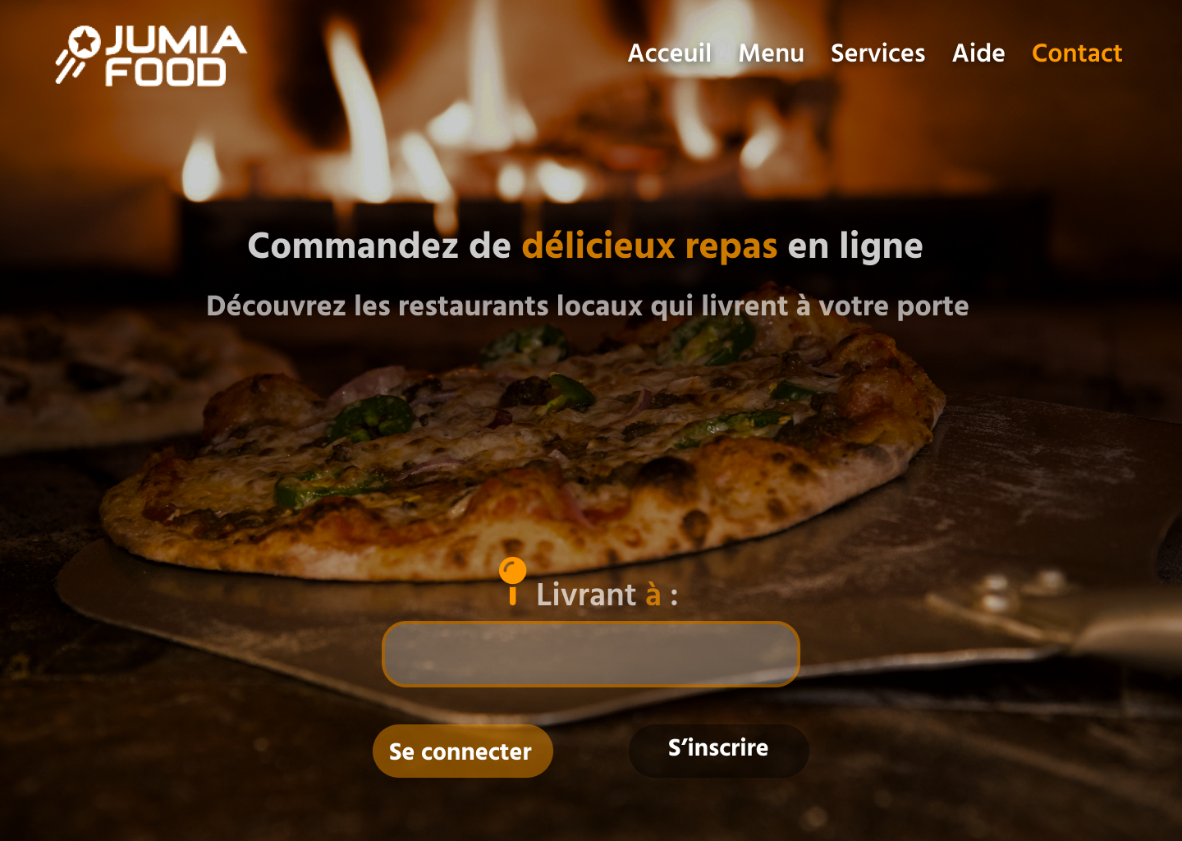 JUMIA
FOOD
Acceuil Menu Services Aide Contact
Commandez de délicieux repas en ligne
Découvrez les restaurants locaux qui livrent à votre porte
Livrant à :
Se connecter S’inscrire